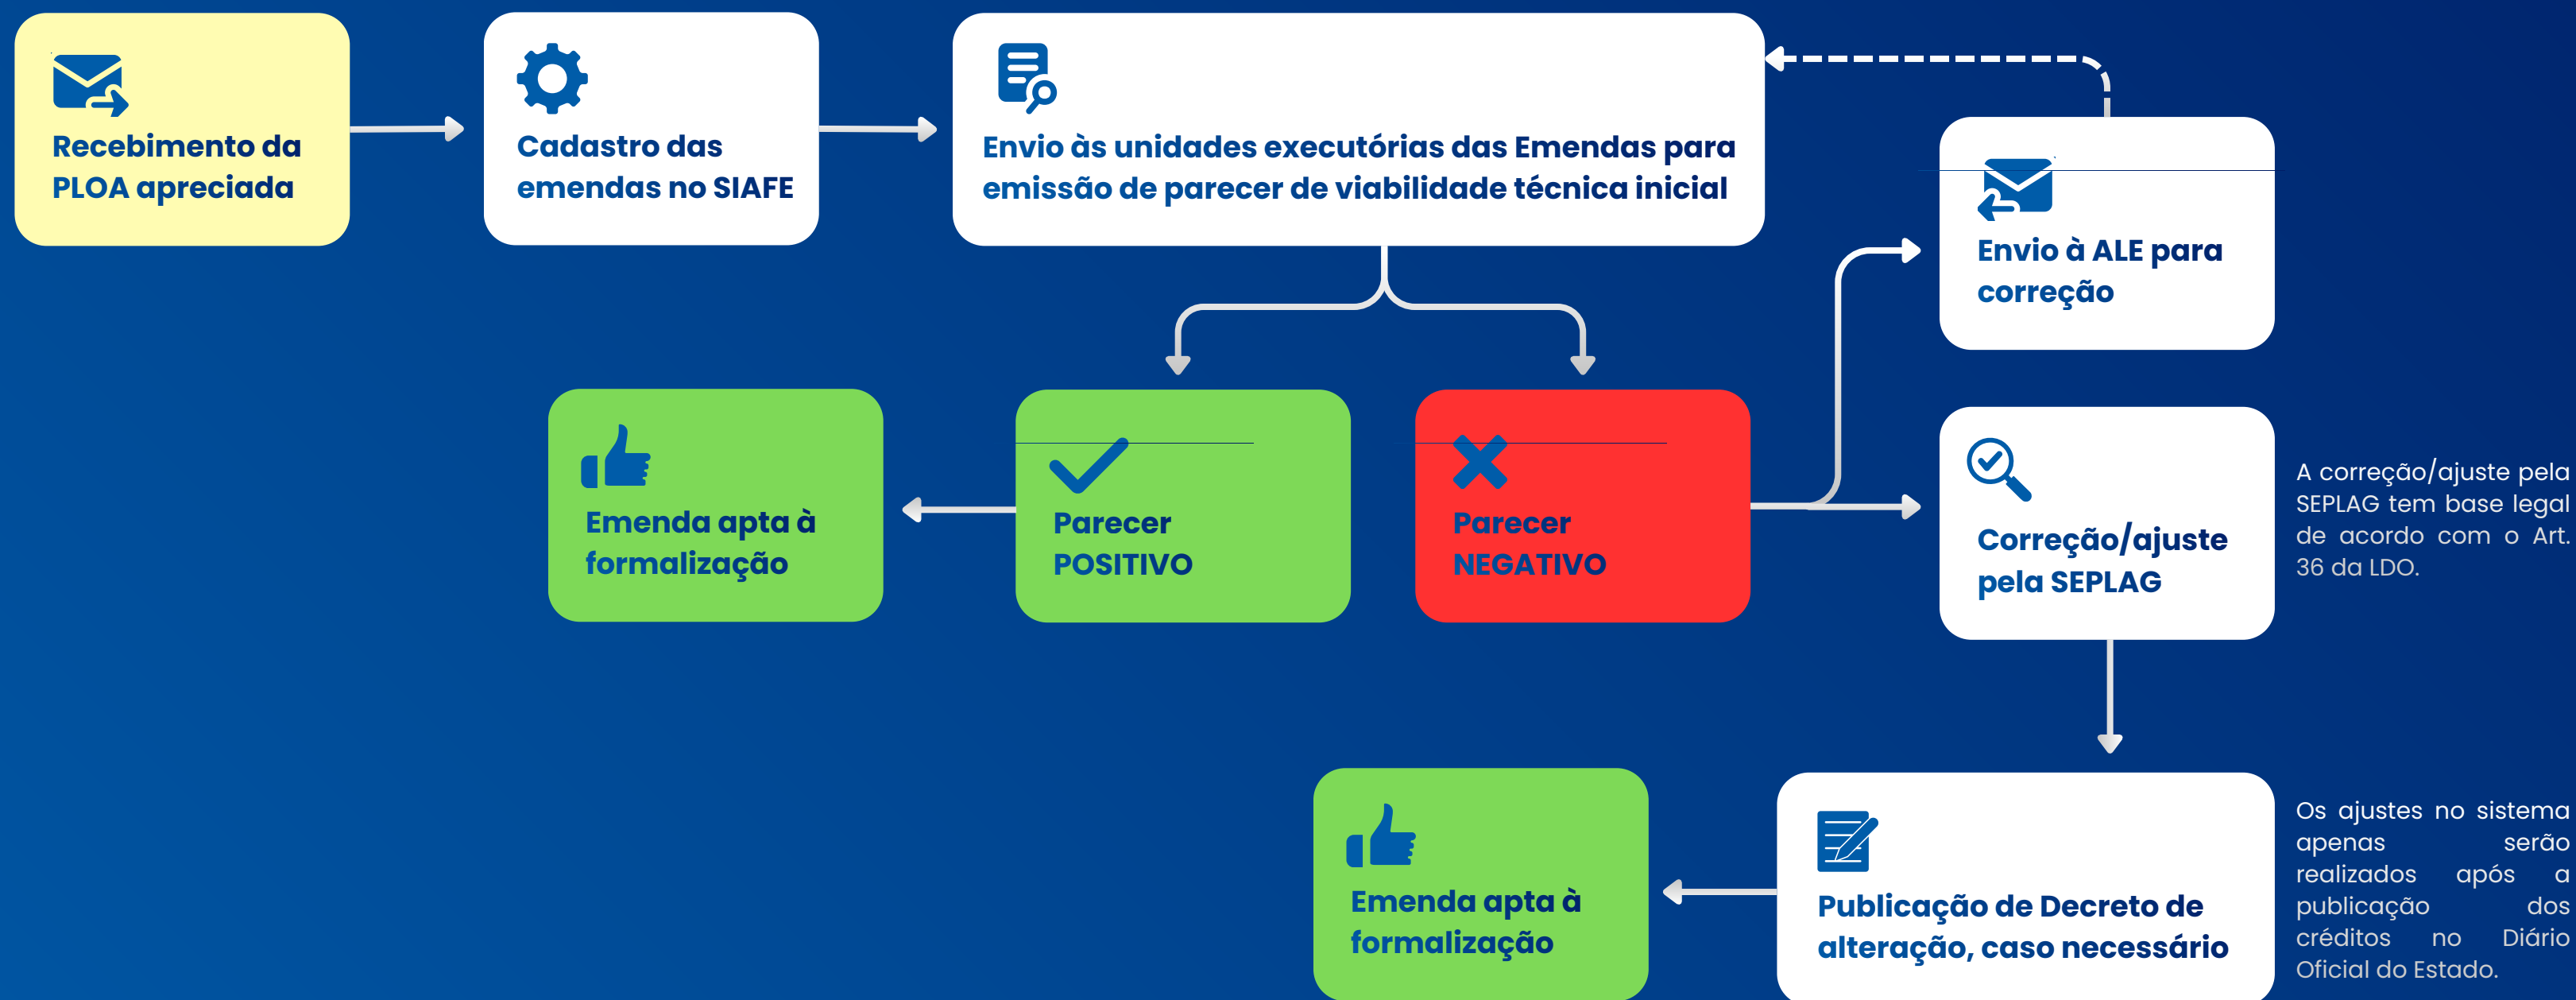 Recebimento da
PLOA apreciada
Cadastro das
emendas no SIAFE
Envio às unidades executórias das Emendas para
emissão de parecer de viabilidade técnica inicial
Envio à ALE para
correção
Emenda apta à
formalização
Parecer
POSITIVO
Parecer
NEGATIVO
Correção/ajuste
pela SEPLAG
A correção/ajuste pela
SEPLAG tem base legal
de acordo com o Art.
36 da LDO.
Emenda apta à
formalização
Publicação de Decreto de
alteração, caso necessário
Os ajustes no sistema
apenas serão
realizados após a
publicação dos
créditos no Diário
Oficial do Estado.